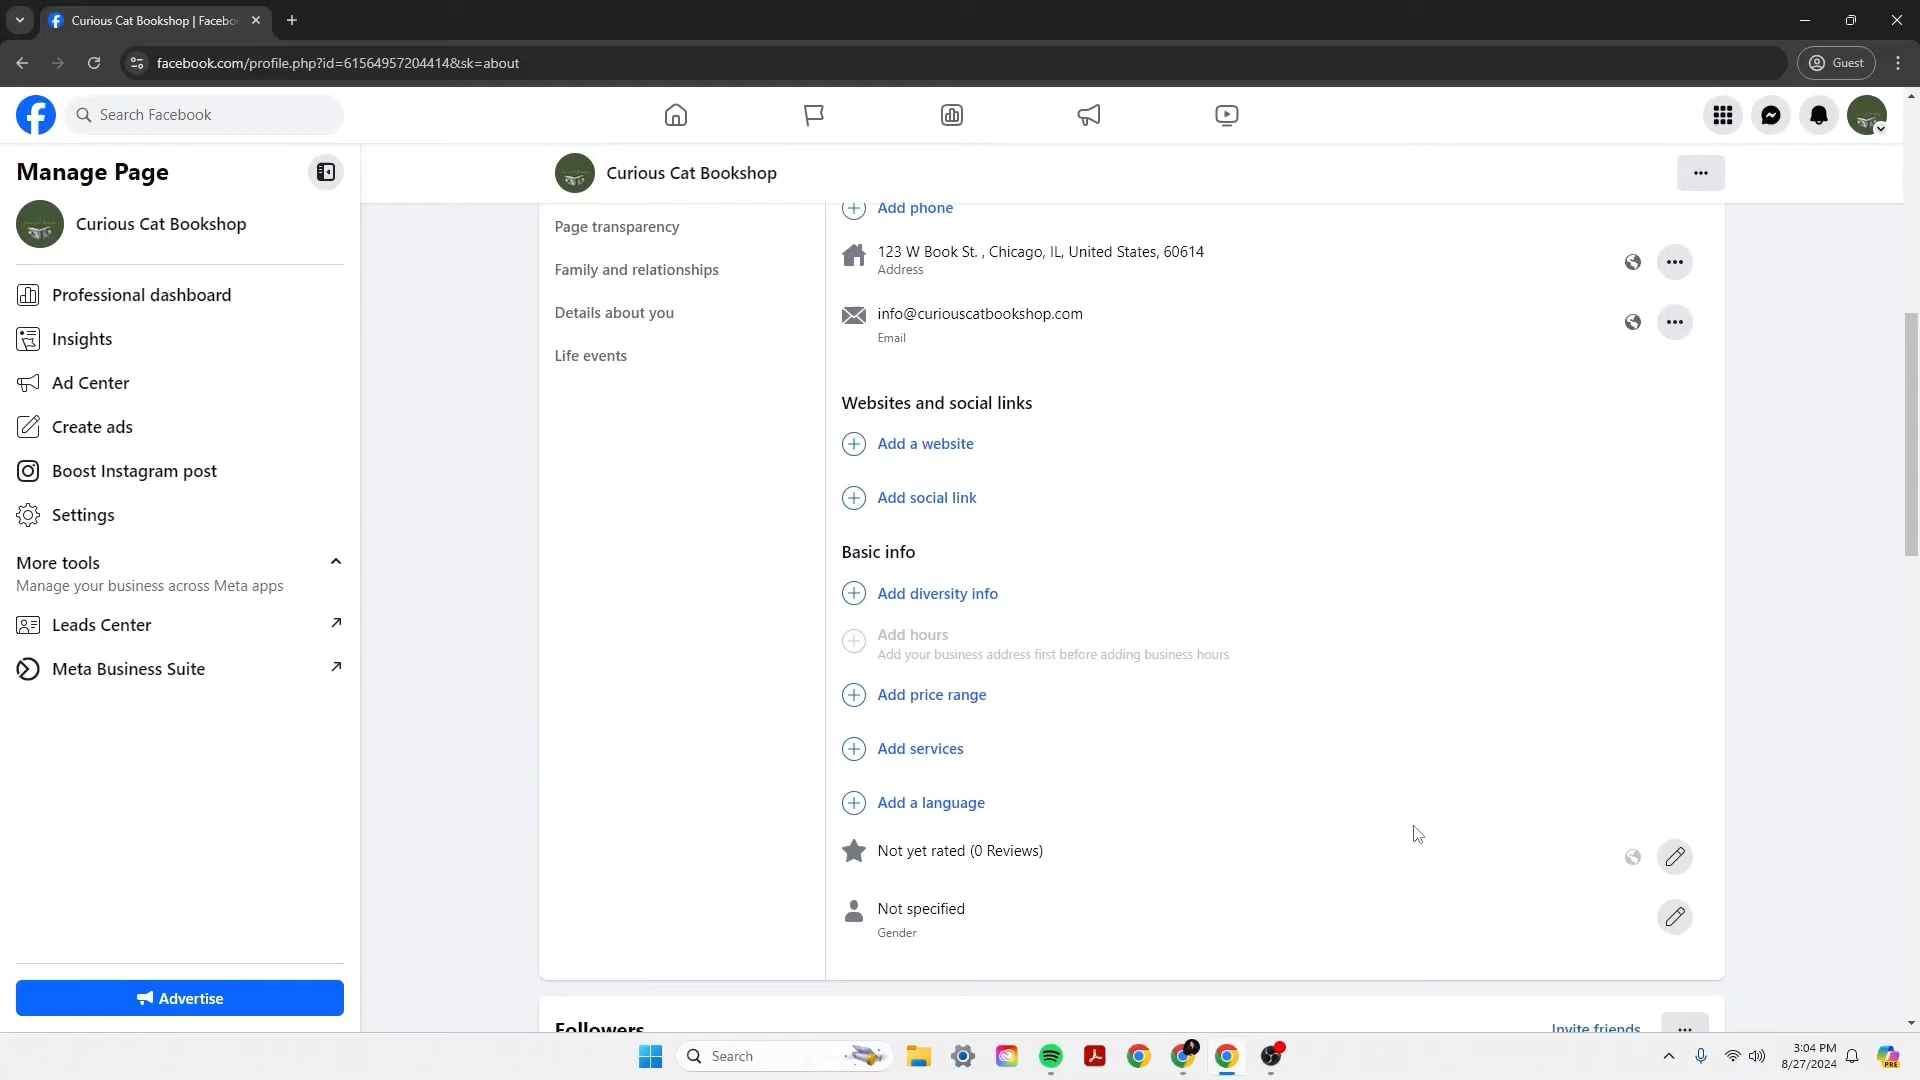 Curious Cat Bookshop | Facebo
facebook.com/profile.php?id=61564957204414&sk=about
Guest
Search Facebook
Manage Page
Curious Cat Bookshop
Professional dashboard
Insights
Ad Center
Create ads
Boost Instagram post
Settings
More tools
Manage your business across Meta apps
Leads Center
Meta Business Suite
Advertise
Curious Cat Bookshop
Page transparency
Family and relationships
Details about you
Life events
Add phone
123 W Book St. , Chicago, IL, United States, 60614
Address
info@curiouscatbookshop.com
Email
Websites and social links
Add a website
Add social link
Basic info
Add diversity info
Add hours
Add your business address first before adding business hours
Add price range
Add services
Add a language
Not yet rated (0 Reviews)
Not specified
Gender
Followers
Invite friends
Search
3:04 PM
8/27/2024
PRE